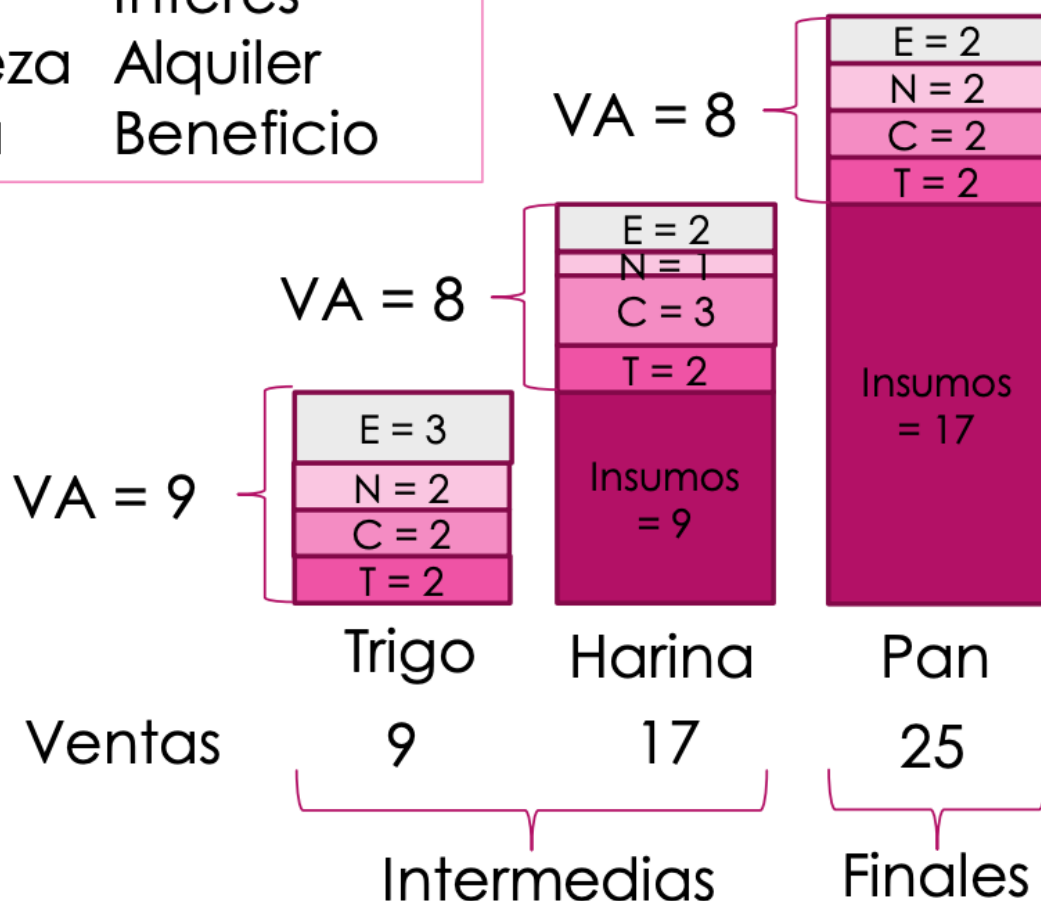 Interés
Alquiler
Beneficio
E = 2
N = 2
C = 2
T = 2
VA = 8
Insumos
= 17
E = 2
N = 1
C = 3
T = 2
VA = 8
Insumos
= 9
E = 3
N = 2
C = 2
T = 2
VA = 9
Trigo Harina Pan
Ventas 9 17 25
Intermedias Finales